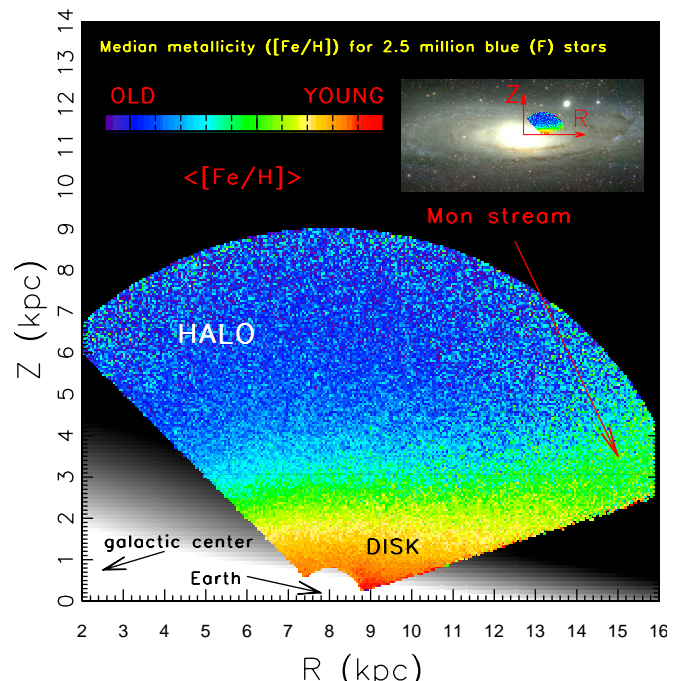 Median metallicity ([Fe/H]) for 2.5 million blue (F) stars
OLD YOUNG
<[Fe/H]>
Z
R
Mon stream
HALO
DISK
galactic center
Earth
14
13
12
11
10
9
8
7
6
5
4
3
2
1
0
Z (kpc)
2 3 4 5 6 7 8 9 10 11 12 13 14 15 16
R (kpc)